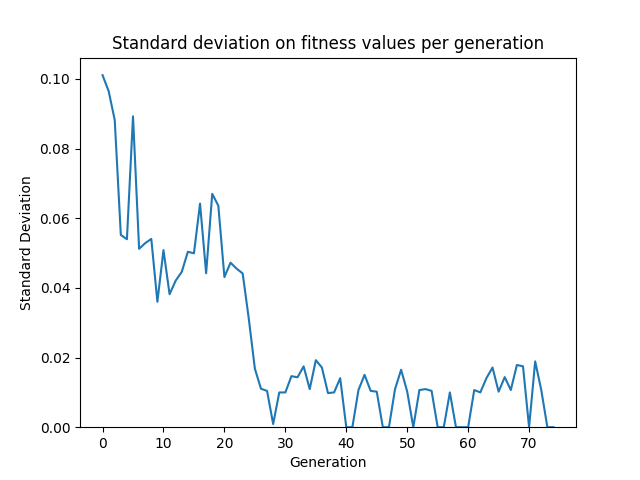 Standard deviation on fitness values per generation
0.10
0.08
0.06
0.04
0.02
0.00
Standard Deviation
0 10 20 30 40 50 60 70
Generation